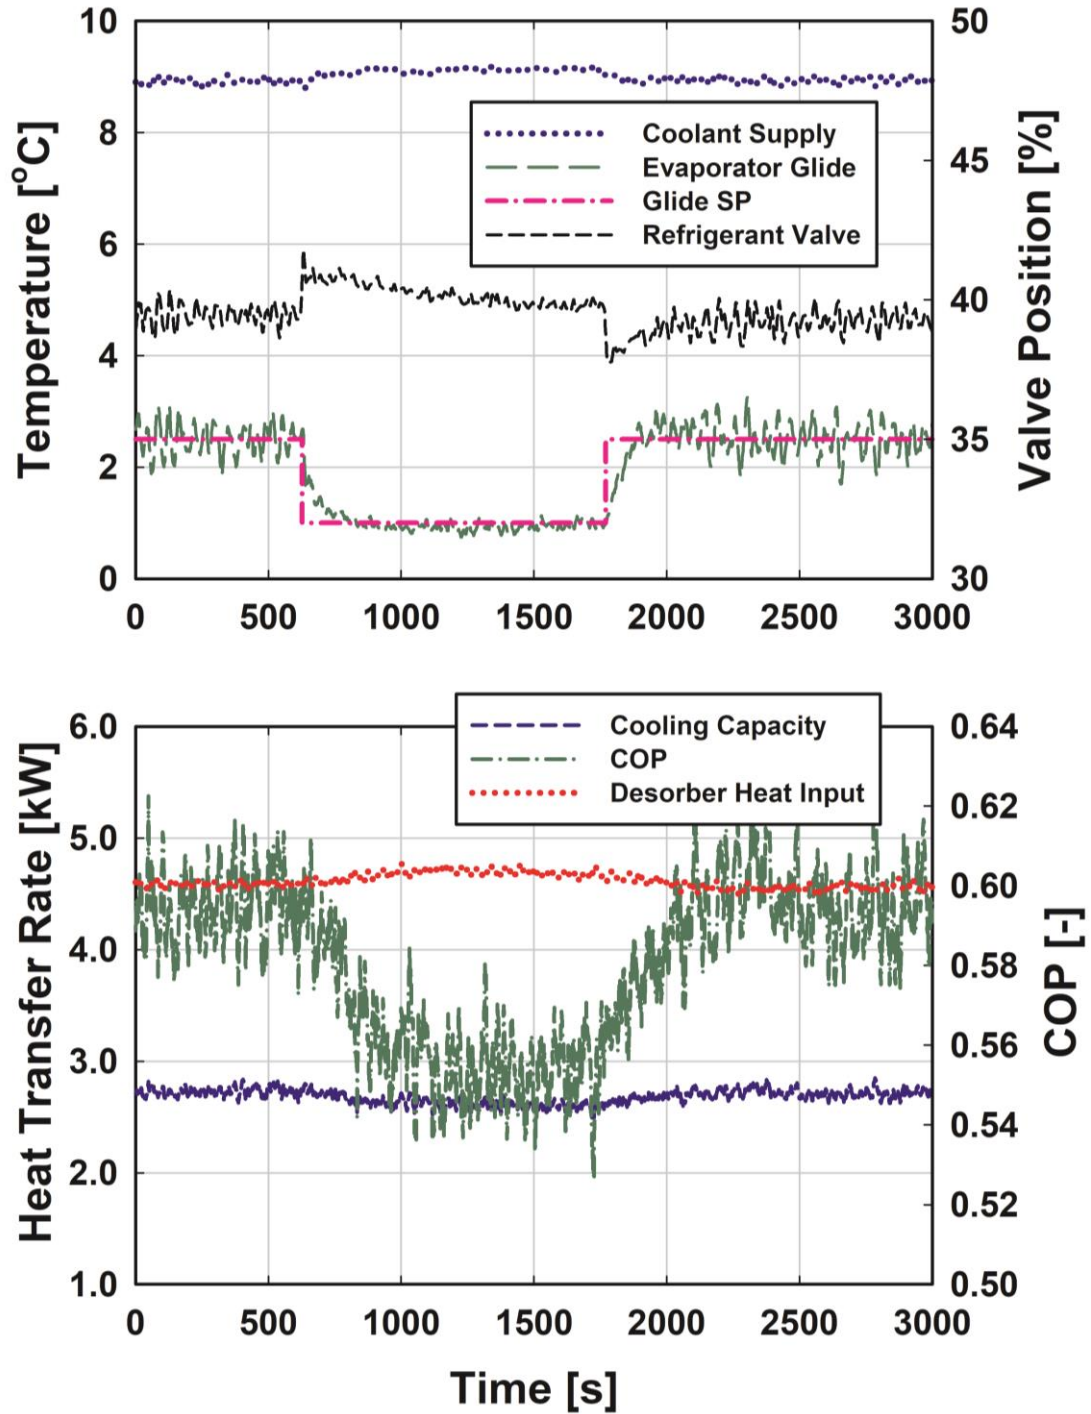 10
8
6
4
2
0
Temperature [°C]
50
45
40
35
30
Valve Position [%]
Coolant Supply
Evaporator Glide
Glide SP
Refrigerant Valve
0 500 1000 1500 2000 2500 3000
6.0
5.0
4.0
3.0
2.0
1.0
Heat Transfer Rate [kW]
0.64
0.62
0.60
0.58
0.56
0.54
0.52
0.50
COP [-]
Cooling Capacity
COP
Desorber Heat Input
0 500 1000 1500 2000 2500 3000
Time [s]